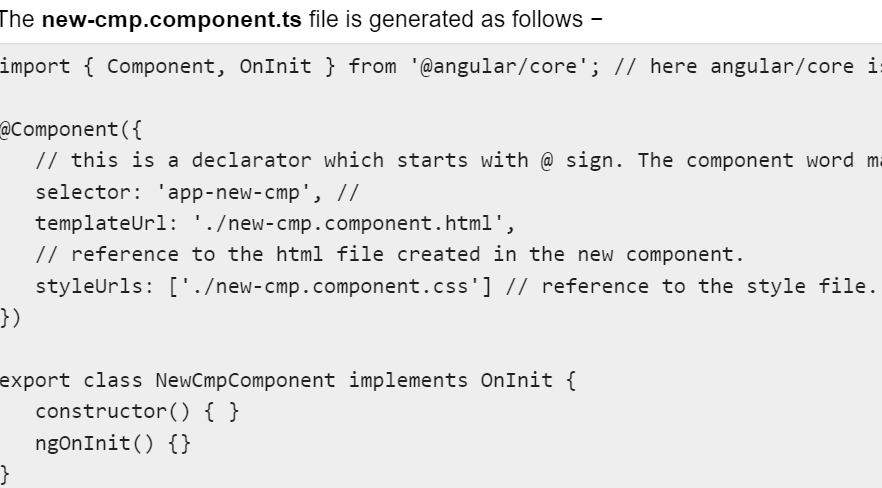 The new-cmp.component.ts file is generated as follows −
import { Component, OnInit } from '@angular/core'; // here angular/core
@Component({
// this is a declarator which starts with @ sign. The component word
selector: 'app-new-cmp', //
templateUrl: './new-cmp.component.html',
// reference to the html file created in the new component.
styleUrls: ['./new-cmp.component.css'] // reference to the style file.
})
export class NewCmpComponent implements OnInit {
constructor() { }
ngOnInit() {}
}